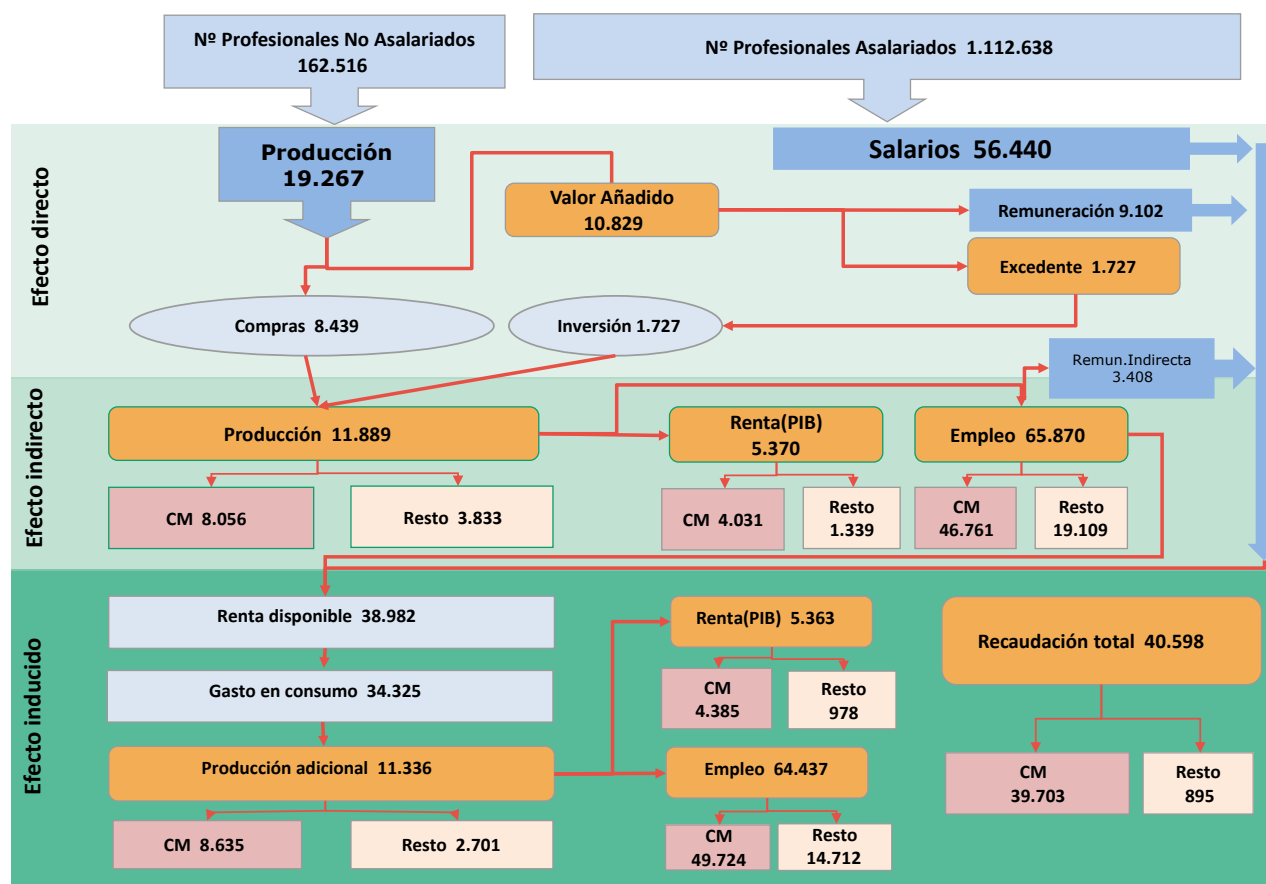 Nº Profesionales No Asalariados
162.516
Nº Profesionales Asalariados 1.112.638
Efecto directo
Producción
19.267
Salarios 56.440
Valor Añadido
10.829
Remuneración 9.102
Excedente 1.727
Compras 8.439
Inversión 1.727
Remun.Indirecta
3.408
Efecto indirecto
Producción 11.889
Renta(PIB)
5.370
Empleo 65.870
CM 8.056
Resto 3.833
CM 4.031
Resto
1.339
CM
46.761
Resto
19.109
Efecto inducido
Renta disponible 38.982
Renta(PIB) 5.363
Recaudación total 40.598
Gasto en consumo 34.325
CM
4.385
Resto
978
Producción adicional 11.336
Empleo 64.437
CM
39.703
Resto
895
CM 8.635
Resto 2.701
CM
49.724
Resto
14.712